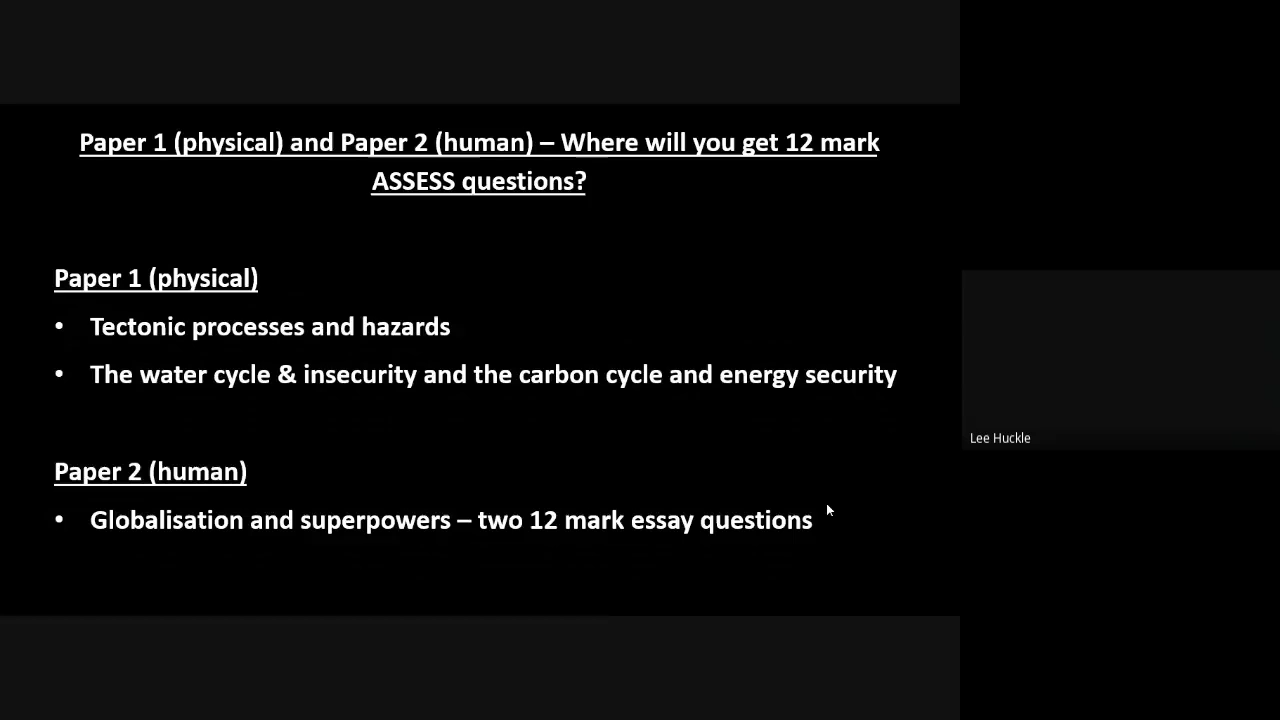 Paper 1 (physical) and Paper 2 (human) – Where will you get 12 mark
ASSESS questions?
Paper 1 (physical)
• Tectonic processes and hazards
• The water cycle & insecurity and the carbon cycle and energy security
Lee Huckle
Paper 2 (human)
• Globalisation and superpowers – two 12 mark essay questions